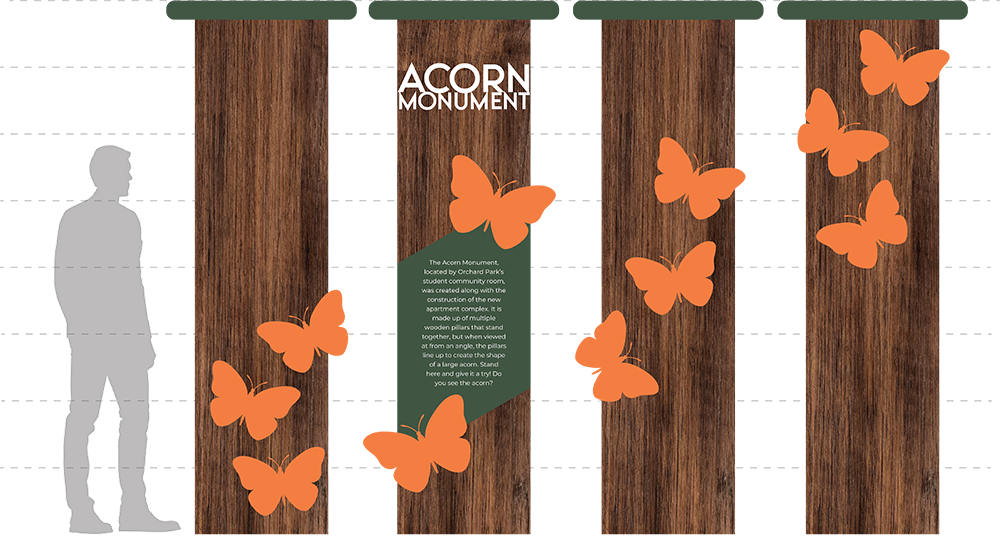 ACORN
MONUMENT
The Acorn Monument,
located by Orchard Park's
student community room,
was created along with the
construction of the new
apartment complex. It is
made up of multiple
wooden pillars that stand
together, but when viewed
at from an angle, the pillars
line up to create the shape
of a large acorn. Stand
here and give it a try! Do
you see the acorn?